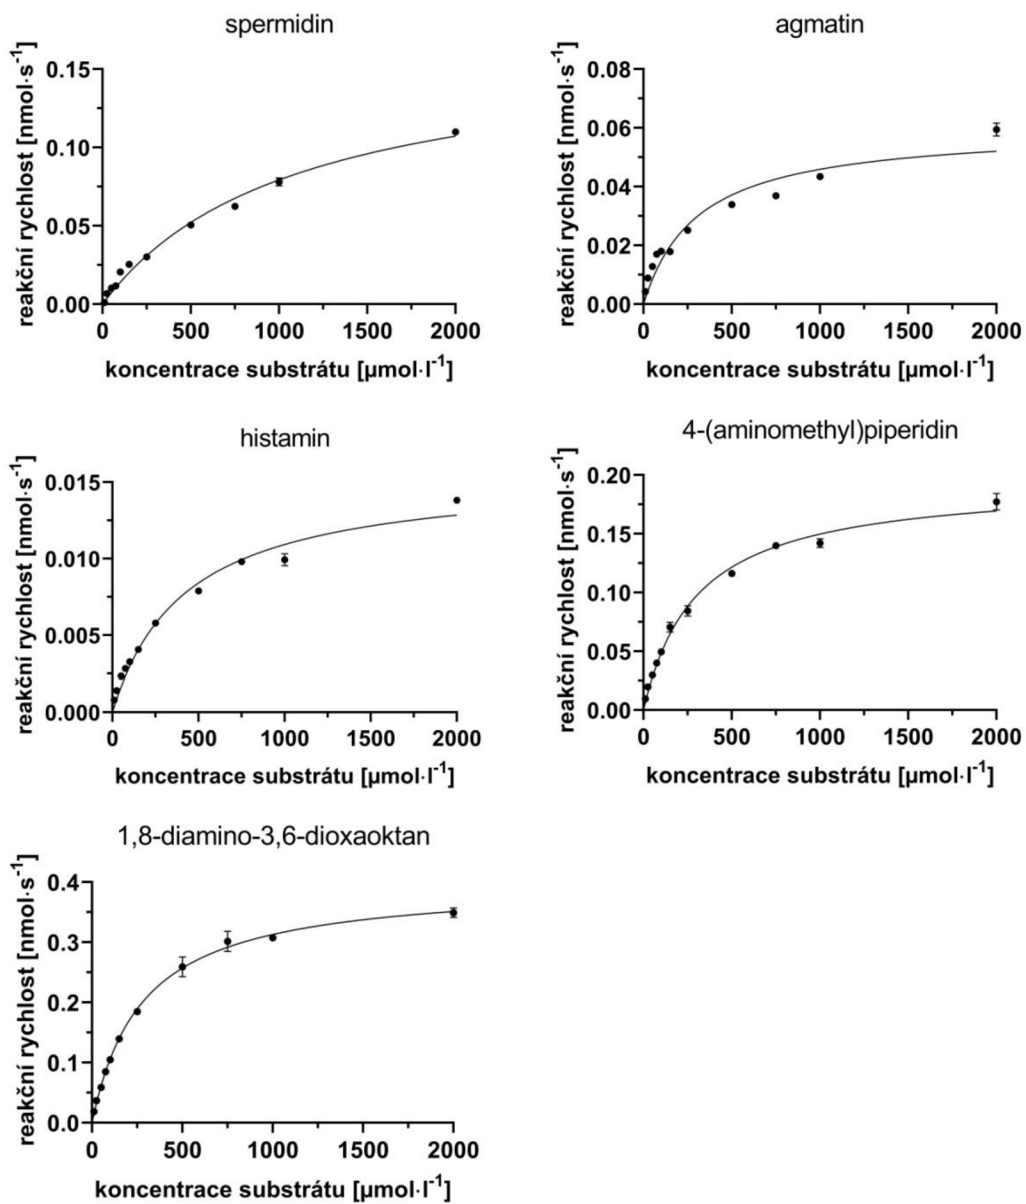 spermidin
reakční rychlost [nmol·s⁻¹]
0.15
0.10
0.05
0.00
0 500 1000 1500 2000
koncentrace substrátu [µmol·l⁻¹]
agmatin
reakční rychlost [nmol·s⁻¹]
0.08
0.06
0.04
0.02
0.00
0 500 1000 1500 2000
koncentrace substrátu [µmol·l⁻¹]
histamin
reakční rychlost [nmol·s⁻¹]
0.015
0.010
0.005
0.000
0 500 1000 1500 2000
koncentrace substrátu [µmol·l⁻¹]
4-(aminomethyl)piperidin
reakční rychlost [nmol·s⁻¹]
0.20
0.15
0.10
0.05
0.00
0 500 1000 1500 2000
koncentrace substrátu [µmol·l⁻¹]
1,8-diamino-3,6-dioxaoktan
reakční rychlost [nmol·s⁻¹]
0.4
0.3
0.2
0.1
0.0
0 500 1000 1500 2000
koncentrace substrátu [µmol·l⁻¹]